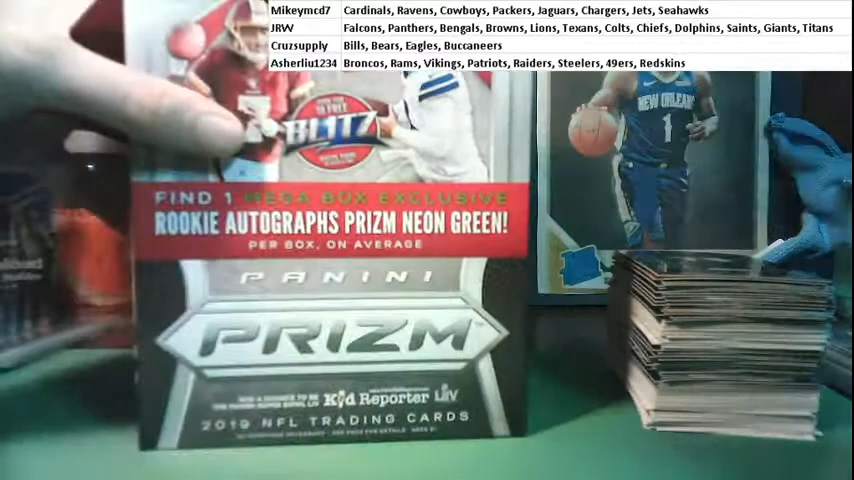 Mikeymcd7 Cardinals, Ravens, Cowboys, Packers, Jaguars, Chargers, Jets, Seahawks
JRW Falcons, Panthers, Bengals, Browns, Lions, Texans, Colts, Chiefs, Dolphins, Saints, Giants, Titans
Cruzsupply Bills, Bears, Eagles, Buccaneers
Asherliu1234 Broncos, Rams, Vikings, Patriots, Raiders, Steelers, 49ers, Redskins
BLITZ
NEW ORLEANS
1
FIND 1 MEGA BOX EXCLUSIVE
ROOKIE AUTOGRAPHS PRIZM NEON GREEN!
PER BOX, ON AVERAGE
PANINI
PRIZM
Kid Reporter LIV
2019 NFL TRADING CARDS